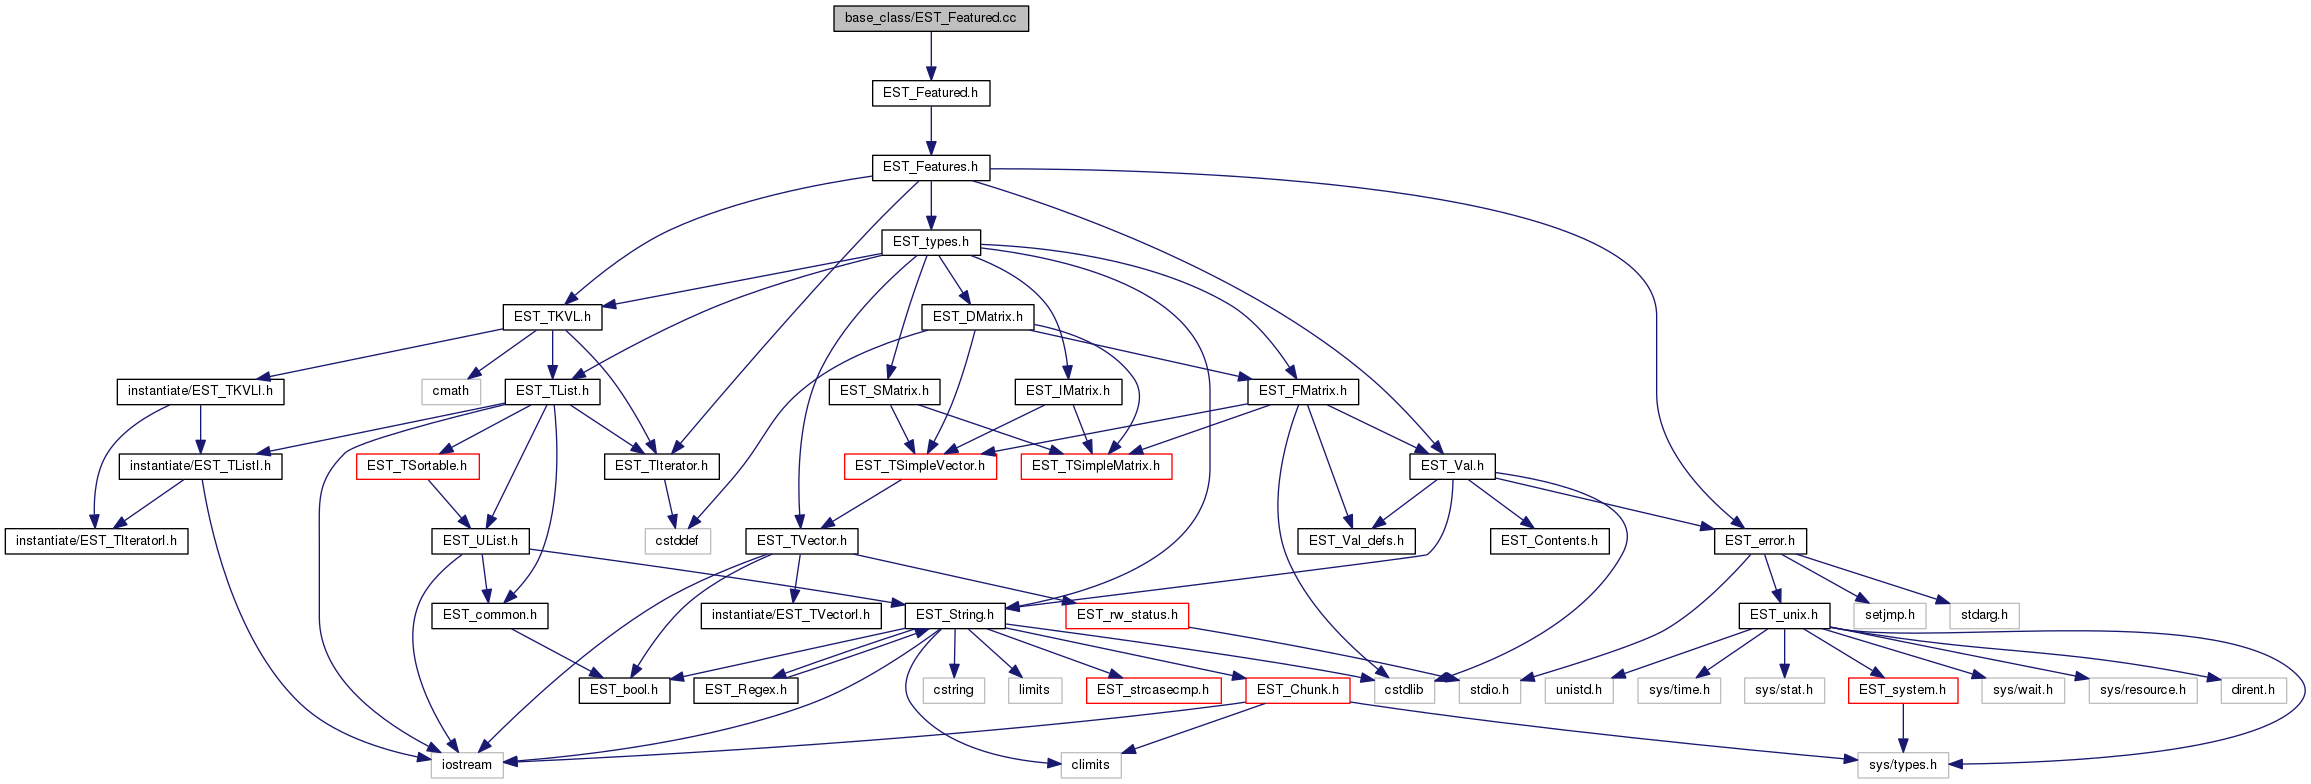 base_class/EST_Featured.cc
EST_Featured.h
EST_Features.h
EST_types.h
EST_TKVL.h
EST_DMatrix.h
instantiate/EST_TKVLI.h
cmath
EST_TList.h
EST_SMatrix.h
EST_IMatrix.h
EST_FMatrix.h
instantiate/EST_TListI.h
EST_TSortable.h
EST_TIterator.h
EST_TSimpleVector.h
EST_TSimpleMatrix.h
EST_Val.h
instantiate/EST_TIteratorI.h
EST_UList.h
cstddef
EST_TVector.h
EST_Val_defs.h
EST_Contents.h
EST_error.h
EST_common.h
instantiate/EST_TVectorI.h
EST_String.h
EST_rw_status.h
EST_unix.h
setjmp.h
stdarg.h
EST_bool.h
EST_Regex.h
cstring
limits
EST_strcasecmp.h
EST_Chunk.h
cstdlib
stdio.h
unistd.h
sys/time.h
sys/stat.h
EST_system.h
sys/wait.h
sys/resource.h
dirent.h
iostream
climits
sys/types.h